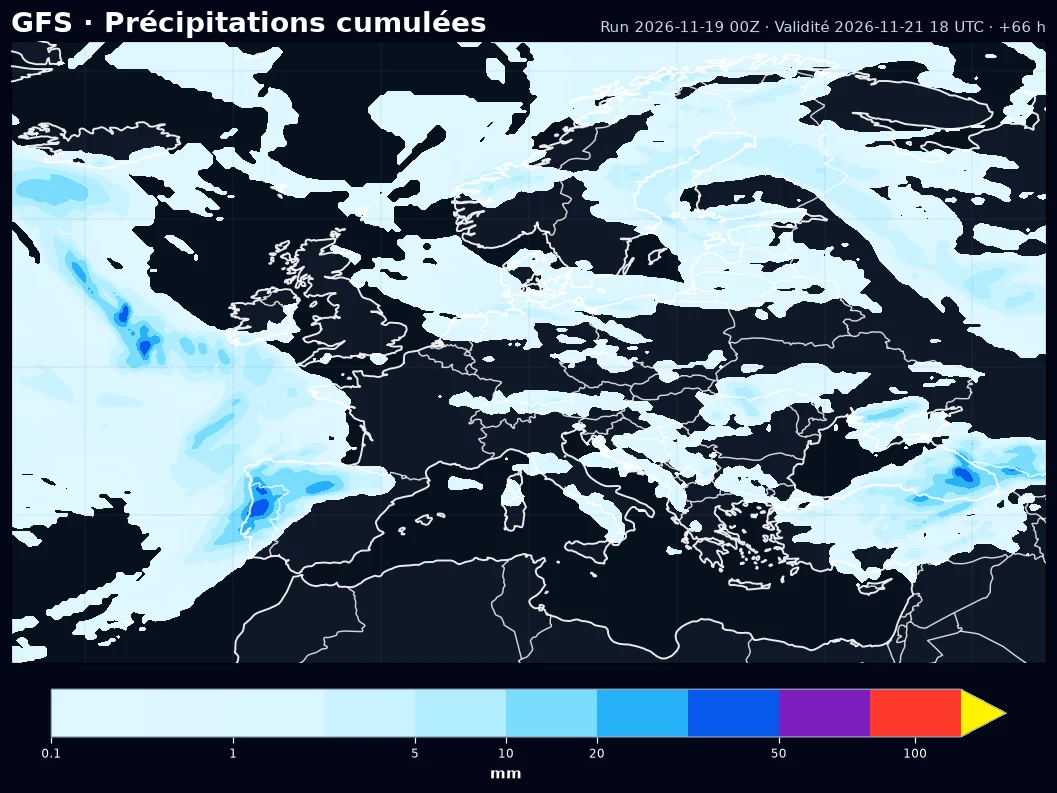 GFS · Précipitations cumulées
Run 2026-11-19 00Z · Validité 2026-11-21 18 UTC · +66 h
0.1 1 5 10 20 50 100
mm